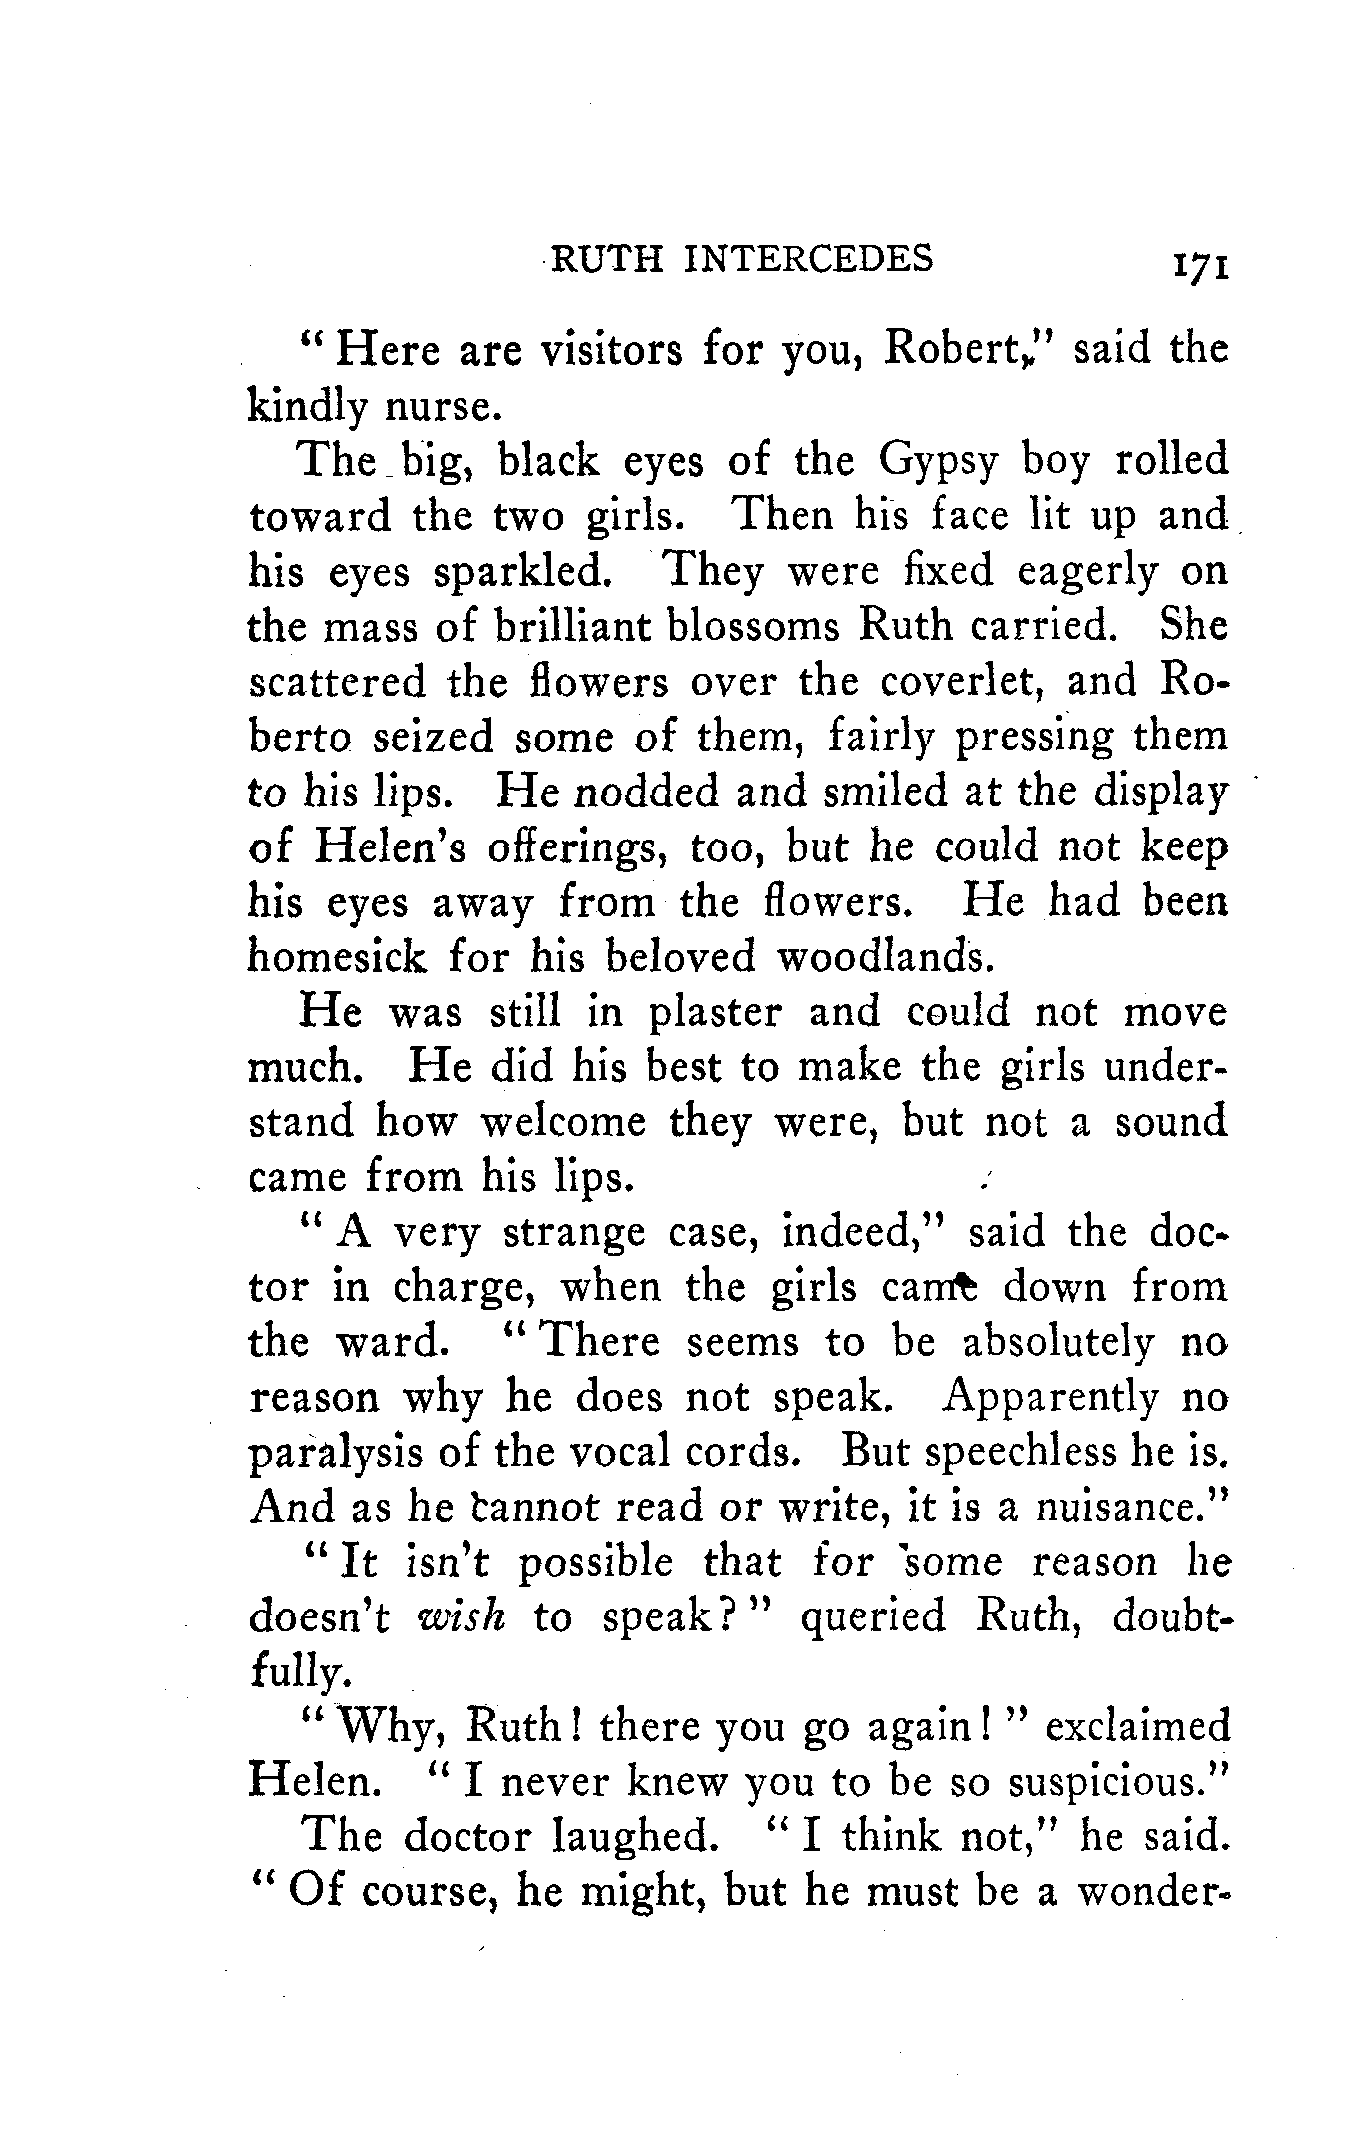 RUTH INTERCEDES 171
" Here are visitors for you, Robert," said the
kindly nurse.
The big, black eyes of the Gypsy boy rolled
toward the two girls. Then his face lit up and
his eyes sparkled. They were fixed eagerly on
the mass of brilliant blossoms Ruth carried. She
scattered the flowers over the coverlet, and Ro-
berto seized some of them, fairly pressing them
to his lips. He nodded and smiled at the display
of Helen's offerings, too, but he could not keep
his eyes away from the flowers. He had been
homesick for his beloved woodlands.
He was still in plaster and could not move
much. He did his best to make the girls under-
stand how welcome they were, but not a sound
came from his lips.
" A very strange case, indeed," said the doc-
tor in charge, when the girls came down from
the ward. " There seems to be absolutely no
reason why he does not speak. Apparently no
paralysis of the vocal cords. But speechless he is.
And as he cannot read or write, it is a nuisance."
" It isn't possible that for some reason he
doesn't wish to speak? " queried Ruth, doubt-
fully.
" Why, Ruth! there you go again! " exclaimed
Helen. " I never knew you to be so suspicious."
The doctor laughed. " I think not," he said.
" Of course, he might, but he must be a wonder-